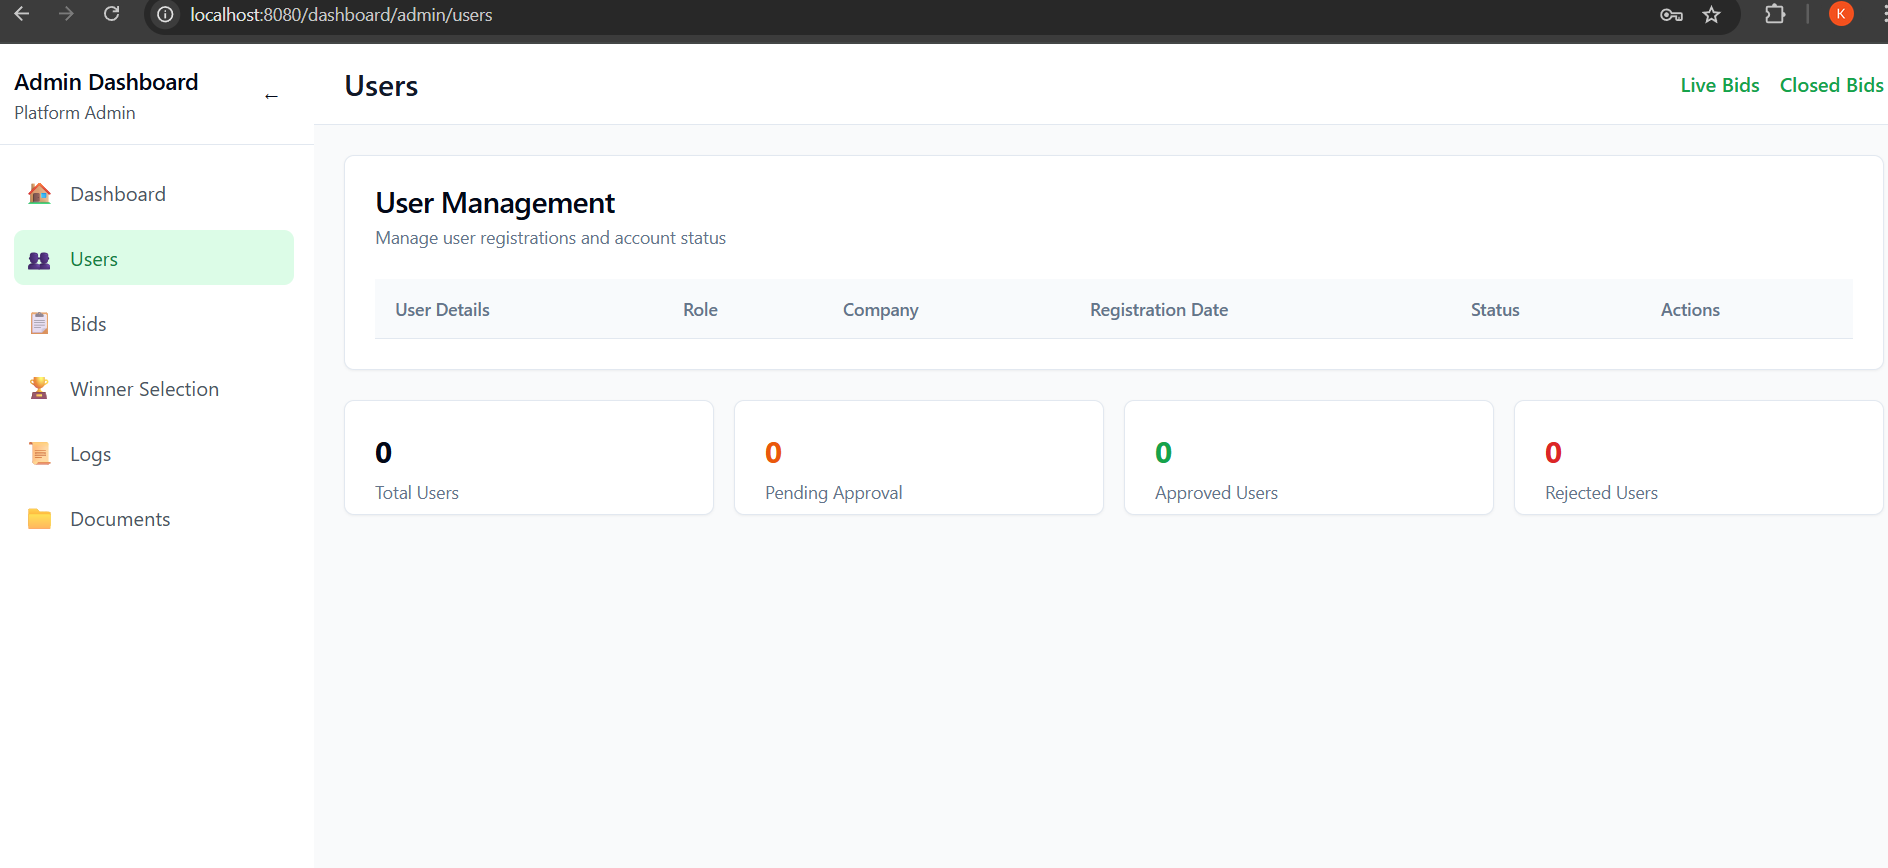 localhost:8080/dashboard/admin/users
K
Admin Dashboard
Platform Admin
←
Dashboard
Users
Bids
Winner Selection
Logs
Documents
Users
Live Bids Closed Bids
User Management
Manage user registrations and account status
User Details Role Company Registration Date Status Actions
0
Total Users
0
Pending Approval
0
Approved Users
0
Rejected Users